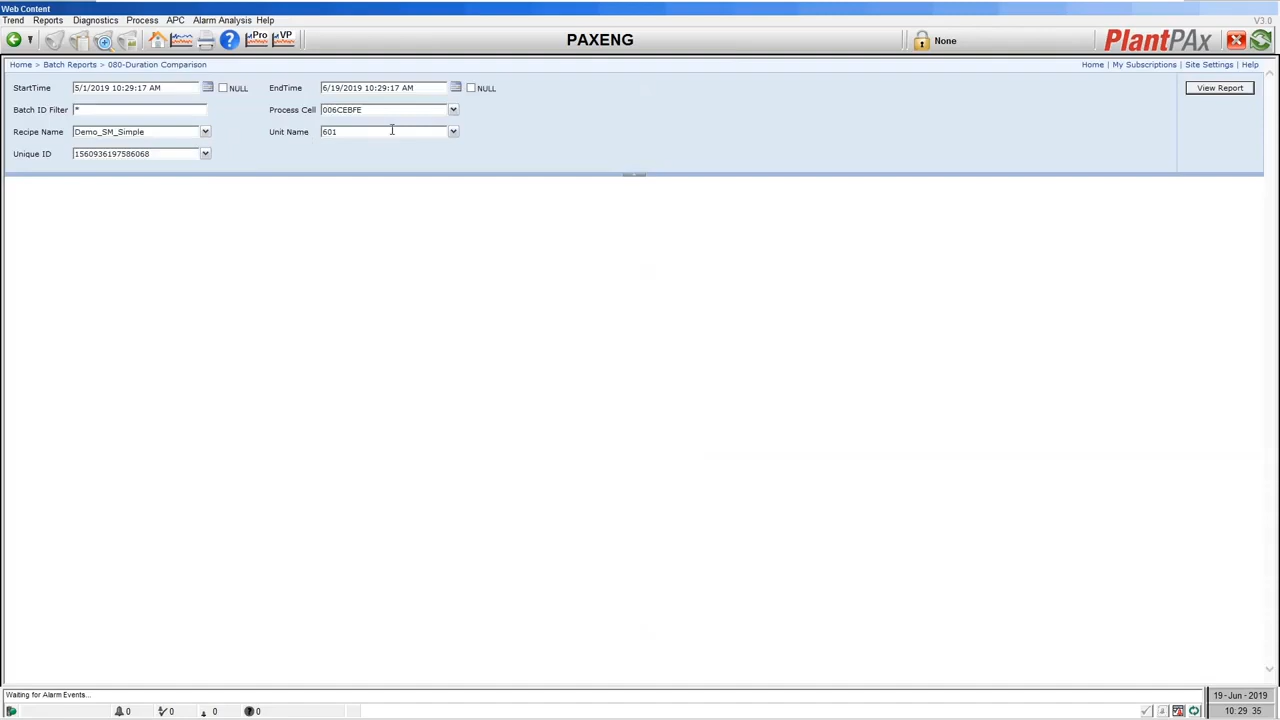 Web Content
Trend Reports Diagnostics Process APC Alarm Analysis Help V3.0
Pro VP PAXENG None PlantPAx
Home > Batch Reports > 080-Duration Comparison Home | My Subscriptions | Site Settings | Help
StartTime 5/1/2019 10:29:17 AM NULL EndTime 6/19/2019 10:29:17 AM NULL View Report
Batch ID Filter * Process Cell 006CEBFE
Recipe Name Demo_SM_Simple Unit Name 601
Unique ID 1560936197586068
Waiting for Alarm Events... 19-Jun-2019
0 0 0 0 10:29 35